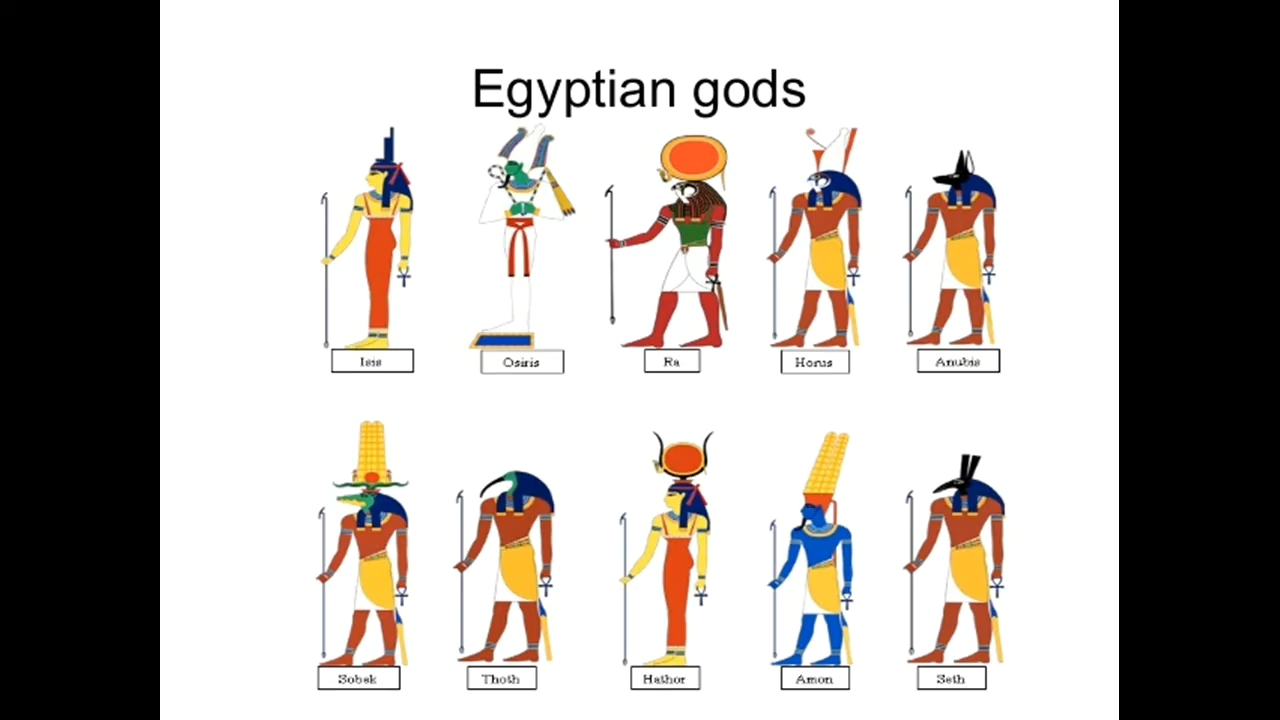 Egyptian gods
Isis
Osiris
Ra
Horus
Anubis
Sobek
Thoth
Hathor
Amon
Seth